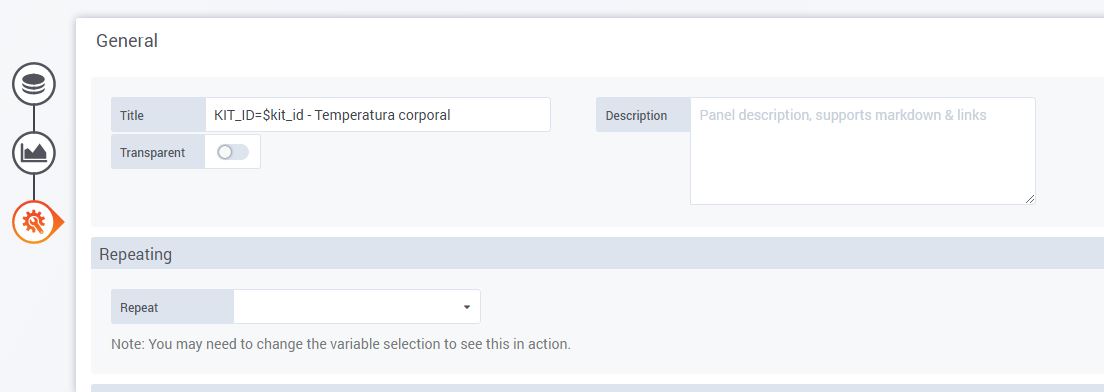 General
Title
KIT_ID=$kit_id - Temperatura corporal
Description
Panel description, supports markdown & links
Transparent
Repeating
Repeat
Note: You may need to change the variable selection to see this in action.